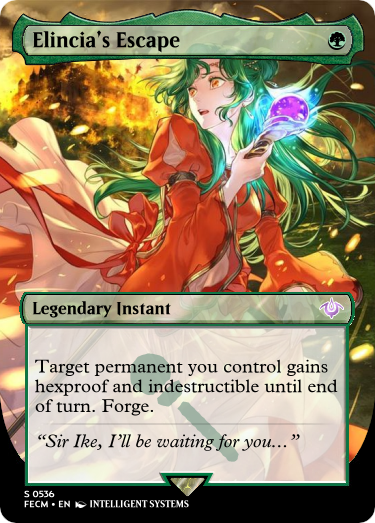 Elincia's Escape
Legendary Instant
Target permanent you control gains
hexproof and indestructible until end
of turn. Forge.
“Sir Ike, I'll be waiting for you…”
S 0536
FECM • EN INTELLIGENT SYSTEMS